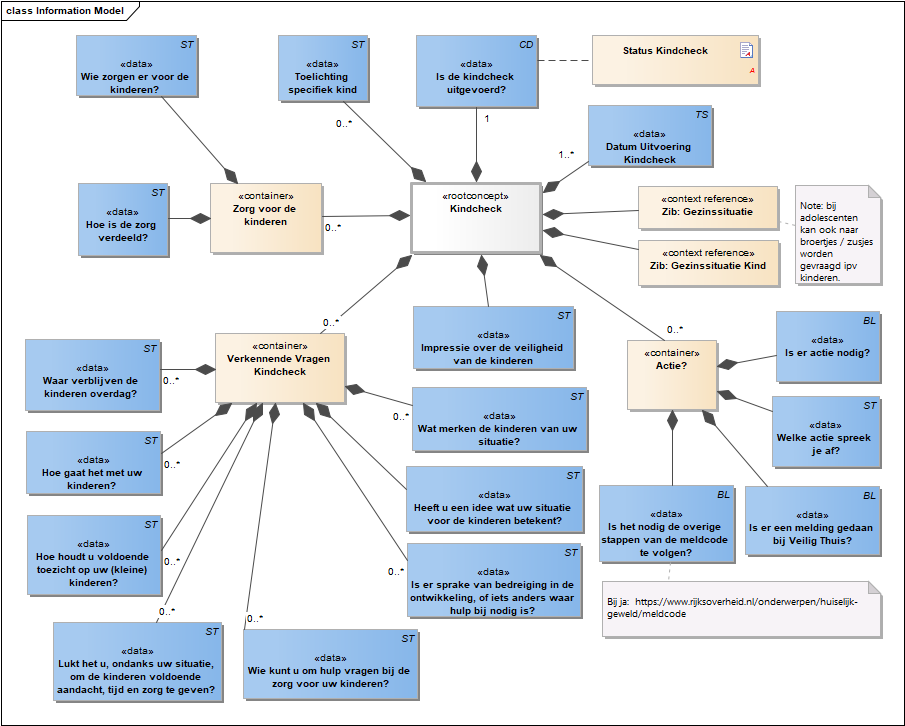 class Information Model
ST
«data»
Wie zorgen er voor de
kinderen?
ST
«data»
Toelichting
specifiek kind
CD
«data»
Is de kindcheck
uitgevoerd?
Status Kindcheck
A
TS
«data»
Datum Uitvoering
Kindcheck
0..*
1
1..*
ST
«data»
Hoe is de zorg
verdeeld?
«container»
Zorg voor de
kinderen
0..*
«rootconcept»
Kindcheck
«context reference»
Zib: Gezinssituatie
«context reference»
Zib: Gezinssituatie Kind
Note: bij
adolescenten
kan ook naar
broertjes / zusjes
worden
gevraagd ipv
kinderen.
0..*
0..*
«container»
Verkennende Vragen
Kindcheck
ST
«data»
Impressie over de veiligheid
van de kinderen
«container»
Actie?
BL
«data»
Is er actie nodig?
ST
«data»
Waar verblijven de
kinderen overdag?
0..*
ST
«data»
Wat merken de kinderen van uw
situatie?
0..*
ST
«data»
Welke actie spreek
je af?
ST
«data»
Hoe gaat het met uw
kinderen?
0..*
ST
«data»
Heeft u een idee wat uw situatie
voor de kinderen betekent?
BL
«data»
Is het nodig de overige
stappen van de meldcode
te volgen?
BL
«data»
Is er een melding gedaan
bij Veilig Thuis?
ST
«data»
Hoe houdt u voldoende
toezicht op uw (kleine)
kinderen?
0..*
ST
«data»
Is er sprake van bedreiging in de
ontwikkeling, of iets anders waar
hulp bij nodig is?
0..*
Bij ja: https://www.rijksoverheid.nl/onderwerpen/huiselijk-
geweld/meldcode
0..*
0..*
ST
«data»
Lukt het u, ondanks uw situatie,
om de kinderen voldoende
aandacht, tijd en zorg te geven?
ST
«data»
Wie kunt u om hulp vragen bij de
zorg voor uw kinderen?